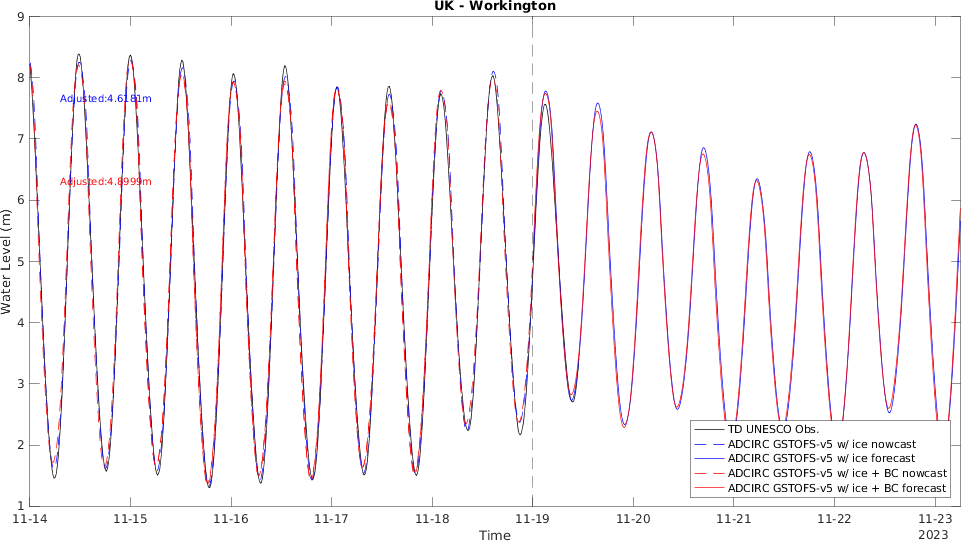 UK - Workington
9
8
Adjusted:4.6181m
7
Adjusted:4.8999m
6
5
4
3
2
1
Water Level (m)
TD UNESCO Obs.
ADCIRC GSTOFS-v5 w/ ice nowcast
ADCIRC GSTOFS-v5 w/ ice forecast
ADCIRC GSTOFS-v5 w/ ice + BC nowcast
ADCIRC GSTOFS-v5 w/ ice + BC forecast
11-14 11-15 11-16 11-17 11-18 11-19 11-20 11-21 11-22 11-23
Time
2023